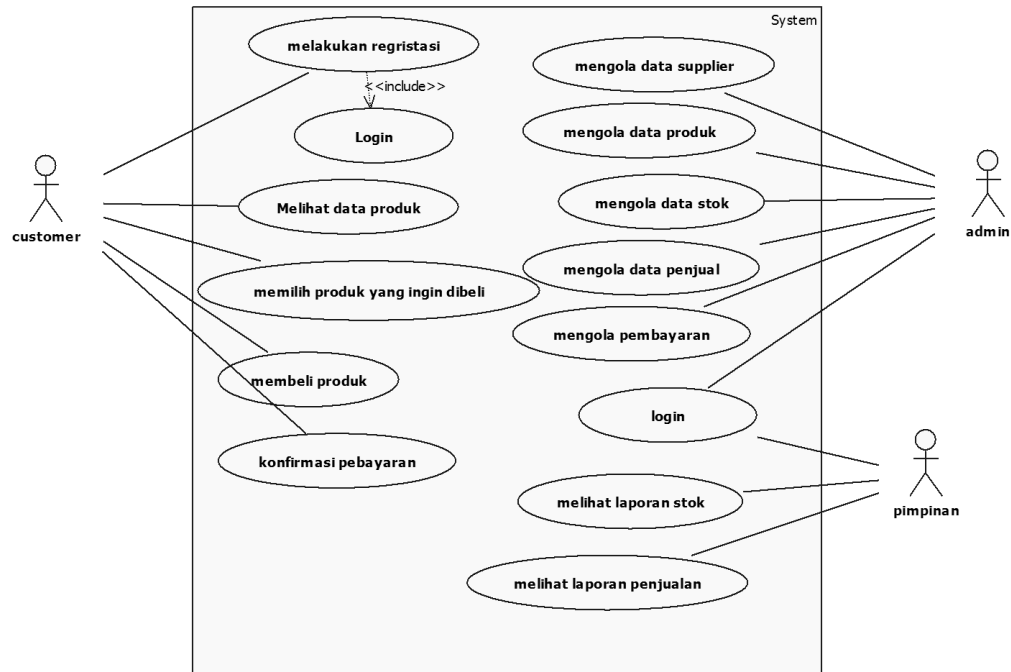 System
melakukan regristasi
<<include>>
Login
Melihat data produk
memilih produk yang ingin dibeli
membeli produk
konfirmasi pebayaran
mengola data supplier
mengola data produk
mengola data stok
mengola data penjual
mengola pembayaran
login
melihat laporan stok
melihat laporan penjualan
customer
admin
pimpinan